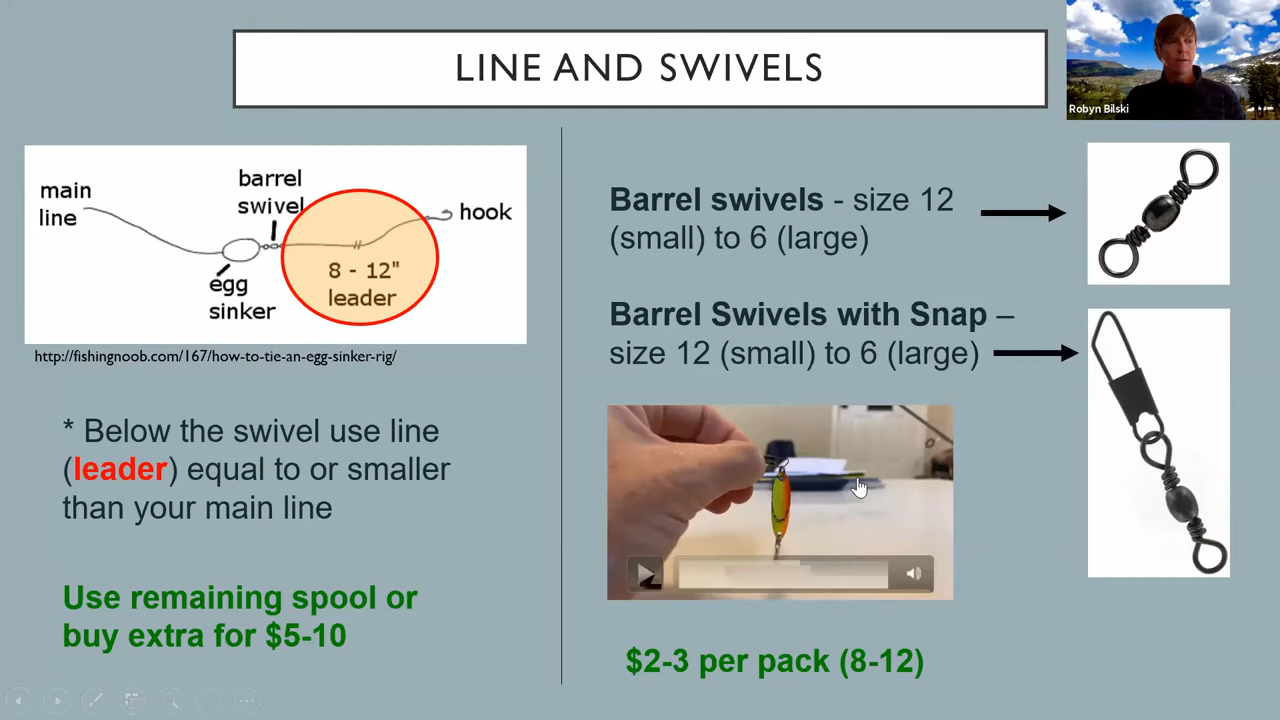 LINE AND SWIVELS
Robyn Bilski
main
line
barrel
swivel
hook
egg
sinker
8 - 12"
leader
http://fishingnoob.com/167/how-to-tie-an-egg-sinker-rig/
* Below the swivel use line
(leader) equal to or smaller
than your main line
Use remaining spool or
buy extra for $5-10
Barrel swivels - size 12
(small) to 6 (large)
Barrel Swivels with Snap –
size 12 (small) to 6 (large)
$2-3 per pack (8-12)